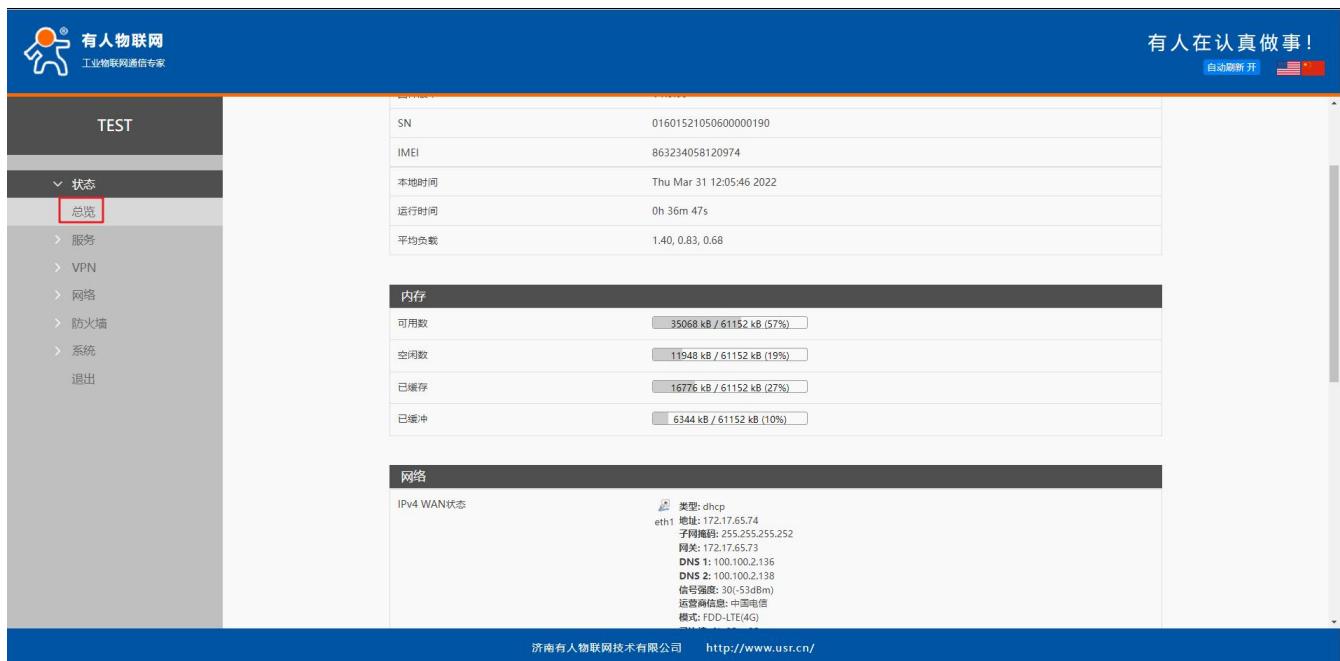 有人物联网
工业物联网通信专家
有人在认真做事!
自动刷新 开
TEST
状态
总览
服务
VPN
网络
防火墙
系统
退出
SN 01601521050600000190
IMEI 863234058120974
本地时间 Thu Mar 31 12:05:46 2022
运行时间 0h 36m 47s
平均负载 1.40, 0.83, 0.68
内存
可用数 35068 kB / 61152 kB (57%)
空闲数 11948 kB / 61152 kB (19%)
已缓存 16776 kB / 61152 kB (27%)
已缓冲 6344 kB / 61152 kB (10%)
网络
IPv4 WAN状态 类型: dhcp
eth1 地址: 172.17.65.74
子网掩码: 255.255.255.252
网关: 172.17.65.73
DNS 1: 100.100.2.136
DNS 2: 100.100.2.138
信号强度: 30(-53dBm)
运营商信息: 中国电信
模式: FDD-LTE(4G)
济南有人物联网技术有限公司 http://www.usr.cn/